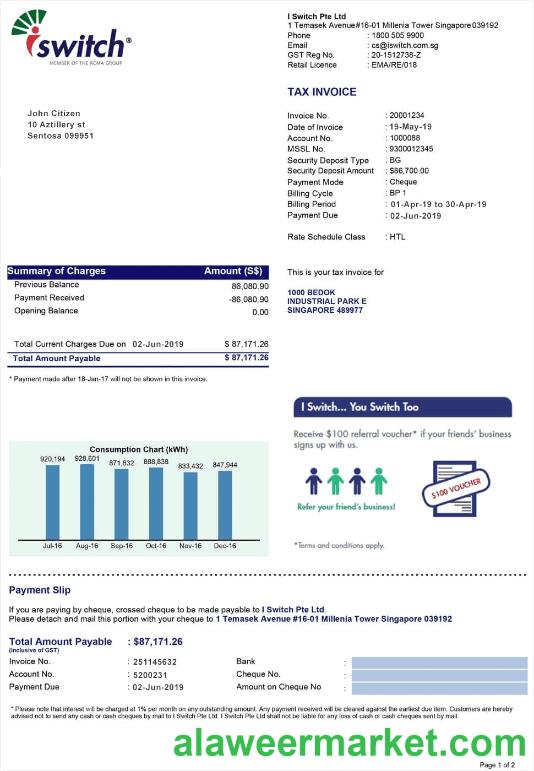 iswitch®
MEMBER OF THE ROMA GROUP
I Switch Pte Ltd
1 Temasek Avenue#16-01 Millenia Tower Singapore039192
Phone : 1800 505 9900
Email : cs@iswitch.com.sg
GST Reg No. : 20-1512738-Z
Retail Licence : EMA/RE/018
TAX INVOICE
John Citizen
10 Aztillery st
Sentosa 099951
Invoice No. : 20001234
Date of Invoice : 19-May-19
Account No. : 1000088
MSSL No. : 9300012345
Security Deposit Type : BG
Security Deposit Amount : $86,700.00
Payment Mode : Cheque
Billing Cycle : BP 1
Billing Period : 01-Apr-19 to 30-Apr-19
Payment Due : 02-Jun-2019
Rate Schedule Class : HTL
Summary of Charges Amount (S$)
Previous Balance 88,080.90
Payment Received -88,080.90
Opening Balance 0.00
Total Current Charges Due on 02-Jun-2019 $ 87,171.26
Total Amount Payable $ 87,171.26
* Payment made after 18-Jan-17 will not be shown in this invoice.
This is your tax invoice for
1000 BEDOK
INDUSTRIAL PARK E
SINGAPORE 489977
I Switch... You Switch Too
Receive $100 referral voucher* if your friends' business
signs up with us.
Refer your friend's business!
$100 VOUCHER
*Terms and conditions apply.
Consumption Chart (kWh)
920,194 928,601 871,832 888,838 833,432 847,944
Jul-16 Aug-16 Sep-16 Oct-16 Nov-16 Dec-16
Payment Slip
If you are paying by cheque, crossed cheque to be made payable to I Switch Pte Ltd.
Please detach and mail this portion with your cheque to 1 Temasek Avenue #16-01 Millenia Tower Singapore 039192
Total Amount Payable : $87,171.26
(Inclusive of GST)
Invoice No. : 251145632 Bank :
Account No. : 5200231 Cheque No. :
Payment Due : 02-Jun-2019 Amount on Cheque No :
* Please note that interest will be charged at 1% per month on any outstanding amount. Any payment received will be cleared against the earliest due item. Customers are hereby
advised not to send any cash or cash cheques by mail to I Switch Pte Ltd. I Switch Pte Ltd shall not be liable for any loss of cash or cash cheques sent by mail.
alaweermarket.com
Page 1 of 2